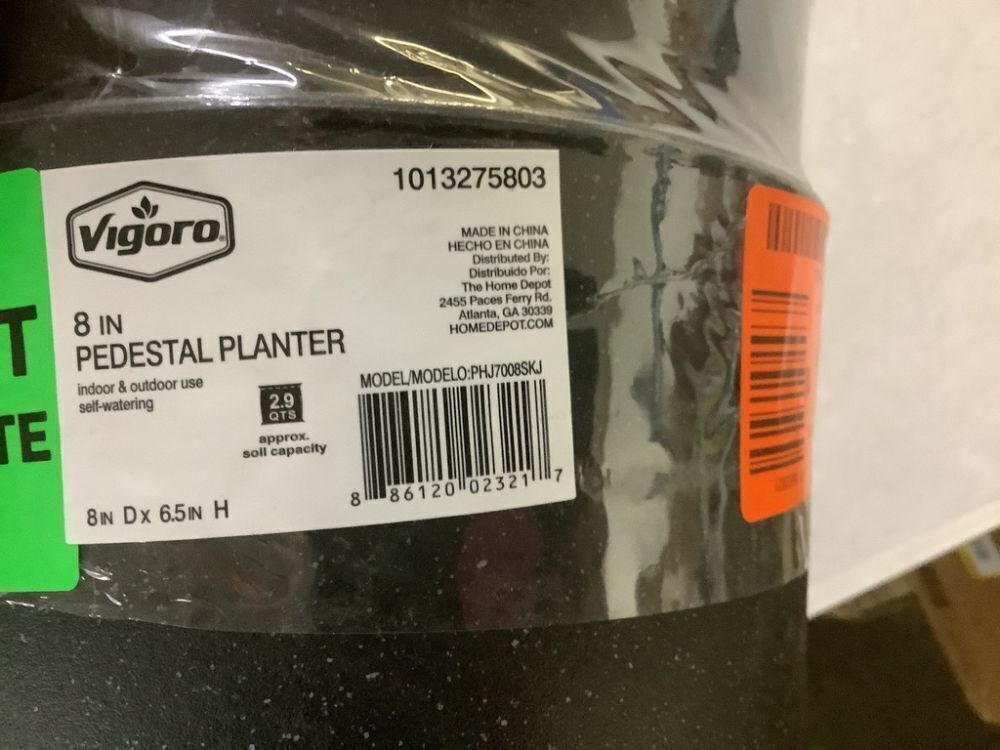 T
TE
Vigoro
1013275803
MADE IN CHINA
HECHO EN CHINA
Distributed By:
Distribuido Por:
The Home Depot
2455 Paces Ferry Rd.
Atlanta, GA 30339
HOMEDEPOT.COM
8 IN
PEDESTAL PLANTER
indoor & outdoor use
self-watering
2.9
QTS
approx.
soil capacity
MODEL/MODELO:PHJ7008SKJ
8 86120 02321 7
8IN D x 6.5IN H